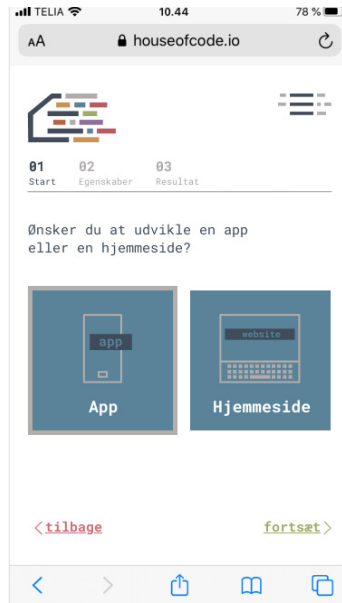 TELIA 10.44 78 %
AA houseofcode.io
01 02 03
Start Egenskaber Resultat
Ønsker du at udvikle en app
eller en hjemmeside?
app website
App Hjemmeside
<tilbage fortsæt>